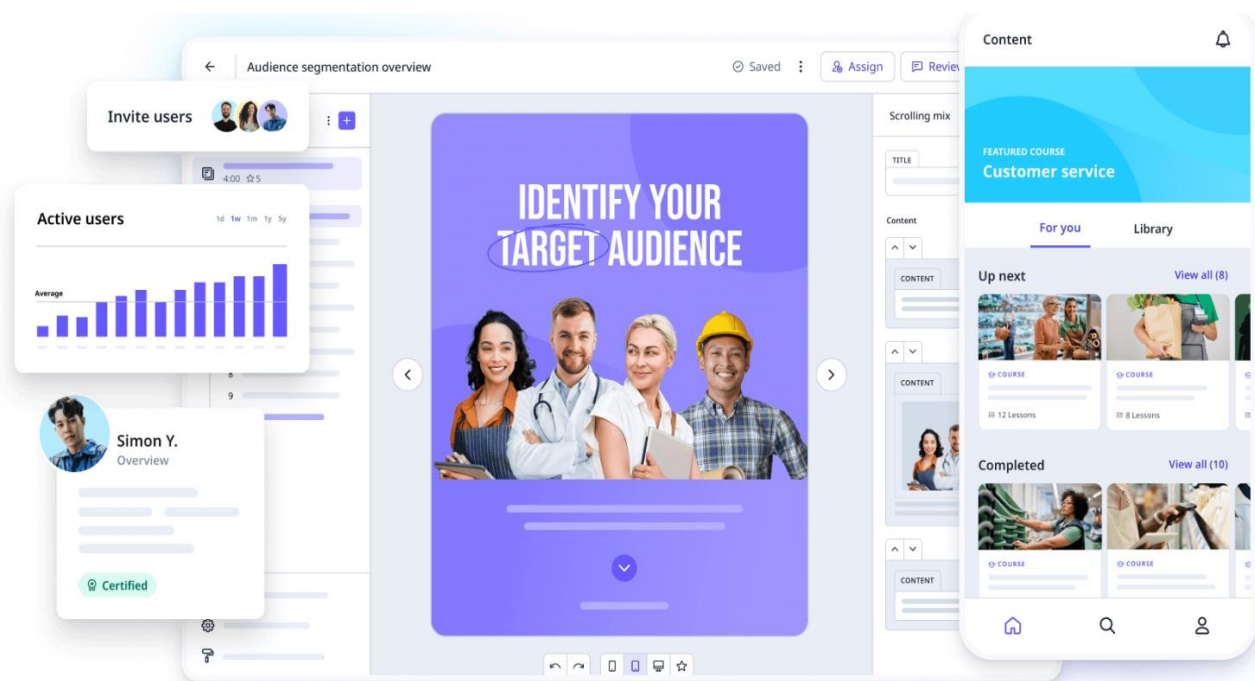 Audience segmentation overview
Saved
Assign
Invite users
4:00 ☆5
Active users
1d 1w 1m 1y 5y
Average
8
9
Simon Y.
Overview
Certified
IDENTIFY YOUR
TARGET AUDIENCE
Scrolling mix
TITLE
Content
CONTENT
CONTENT
CONTENT
Content
FEATURED COURSE
Customer service
For you Library
Up next View all (8)
COURSE COURSE
12 Lessons 8 Lessons
Completed View all (10)
COURSE COURSE